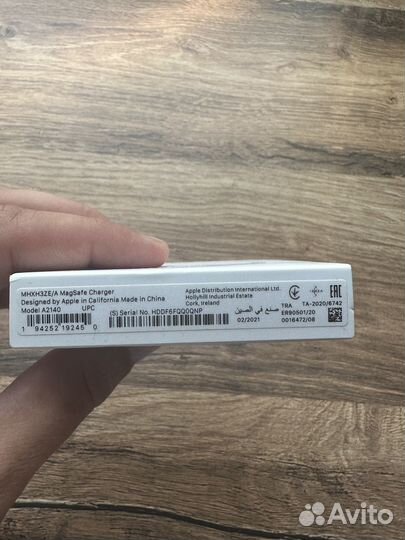 MHXH3ZE/A MagSafe Charger
Designed by Apple in California Made in China
Model A2140 UPC
1 94252 19245 0
(S) Serial No. HDDF6FQQ0QNP
Apple Distribution International Ltd.
Hollyhill Industrial Estate
Cork, Ireland
صنع في الصين
02/2021
TRA TA-2020/6742
ER90501/20
0016472/08
EAC
Avito